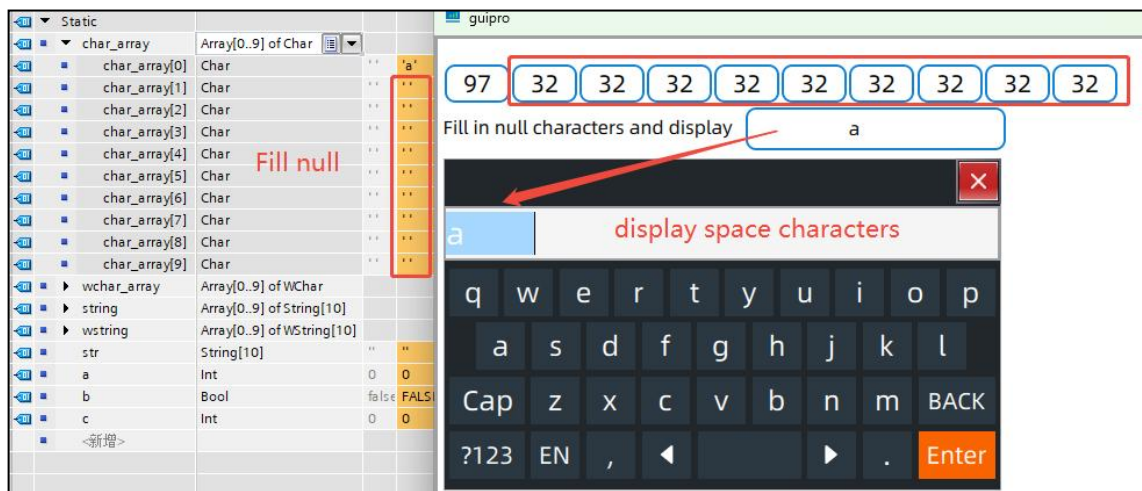 Static
char_array Array[0..9] of Char
char_array[0] Char ' ' 'a'
char_array[1] Char ' ' ' '
char_array[2] Char ' ' ' '
char_array[3] Char ' ' ' '
char_array[4] Char ' ' ' '
char_array[5] Char ' ' ' '
char_array[6] Char ' ' ' '
char_array[7] Char ' ' ' '
char_array[8] Char ' ' ' '
char_array[9] Char ' ' ' '
Fill null
wchar_array Array[0..9] of WChar
string Array[0..9] of String[10]
wstring Array[0..9] of WString[10]
str String[10] '' ''
a Int 0 0
b Bool false FALS
c Int 0 0
<新增>
guipro
97 32 32 32 32 32 32 32 32 32
Fill in null characters and display a
a display space characters
q w e r t y u i o p
a s d f g h j k l
Cap z x c v b n m BACK
?123 EN , . Enter